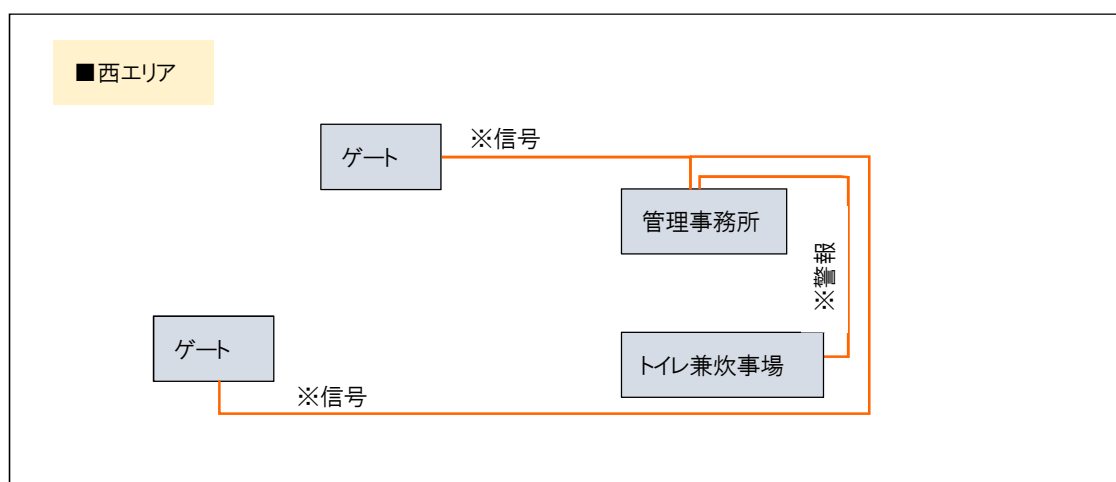 ■西エリア
※信号
ゲート
管理事務所
※警報
ゲート
トイレ兼炊事場
※信号